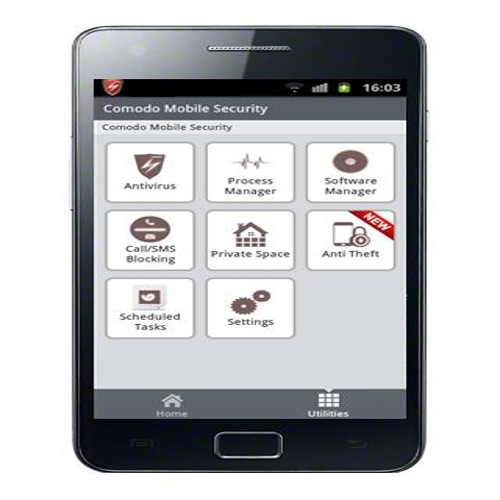 16:03
Comodo Mobile Security
Comodo Mobile Security
Antivirus
Process
Manager
Software
Manager
Call/SMS
Blocking
Private Space
NEW
Anti Theft
Scheduled
Tasks
Settings
Home
Utilities